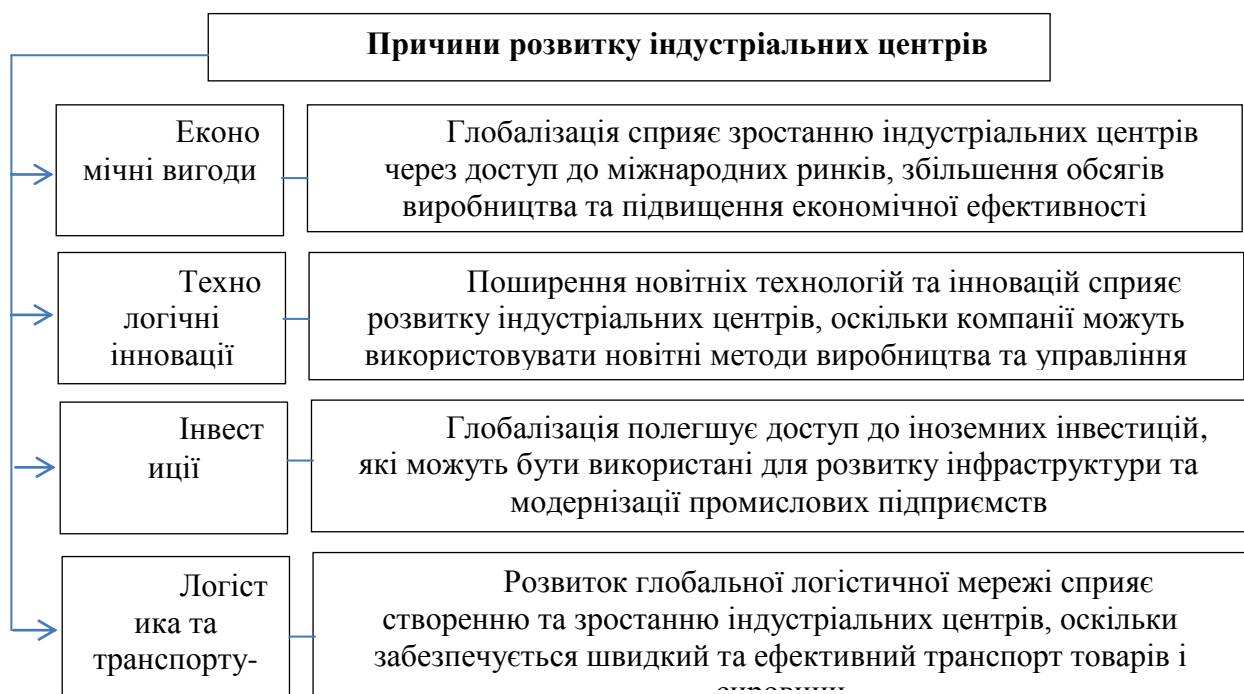 Причини розвитку індустріальних центрів
Еконо
мічні вигоди
Глобалізація сприяє зростанню індустріальних центрів
через доступ до міжнародних ринків, збільшення обсягів
виробництва та підвищення економічної ефективності
Техно
логічні
інновації
Поширення новітніх технологій та інновацій сприяє
розвитку індустріальних центрів, оскільки компанії можуть
використовувати новітні методи виробництва та управління
Інвест
иції
Глобалізація полегшує доступ до іноземних інвестицій,
які можуть бути використані для розвитку інфраструктури та
модернізації промислових підприємств
Логіст
ика та
транспорту-
Розвиток глобальної логістичної мережі сприяє
створенню та зростанню індустріальних центрів, оскільки
забезпечується швидкий та ефективний транспорт товарів і